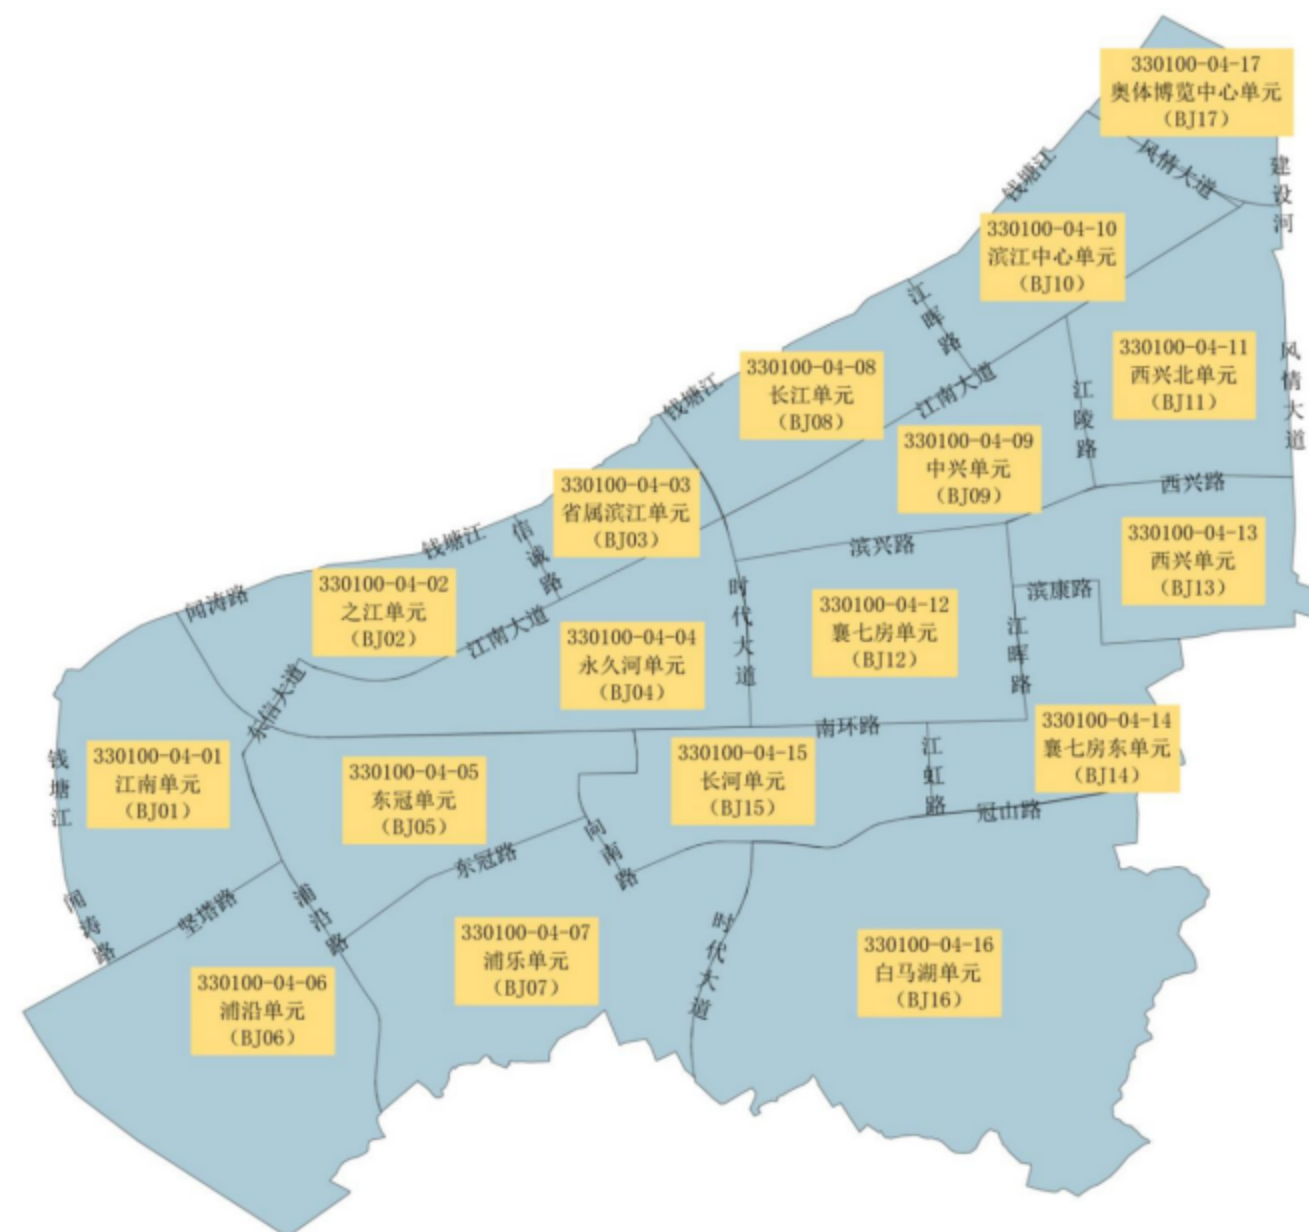 330100-04-17
奥体博览中心单元
（BJ17）
风情大道
建设河
钱塘江
330100-04-10
滨江中心单元
（BJ10）
江晖路
330100-04-11
西兴北单元
（BJ11）
风情大道
330100-04-08
长江单元
（BJ08）
钱塘江
江南大道
江陵路
330100-04-09
中兴单元
（BJ09）
西兴路
330100-04-03
省属滨江单元
（BJ03）
信诚路
钱塘江
滨兴路
330100-04-13
西兴单元
（BJ13）
闻涛路
330100-04-02
之江单元
（BJ02）
江南大道
时代大道
330100-04-12
襄七房单元
（BJ12）
滨康路
江晖路
330100-04-04
永久河单元
（BJ04）
东信大道
南环路
330100-04-14
襄七房东单元
（BJ14）
钱塘江
330100-04-01
江南单元
（BJ01）
330100-04-05
东冠单元
（BJ05）
330100-04-15
长河单元
（BJ15）
江虹路
冠山路
向南路
东冠路
闻涛路
坚塔路
浦沿路
330100-04-07
浦乐单元
（BJ07）
时代大道
330100-04-16
白马湖单元
（BJ16）
330100-04-06
浦沿单元
（BJ06）